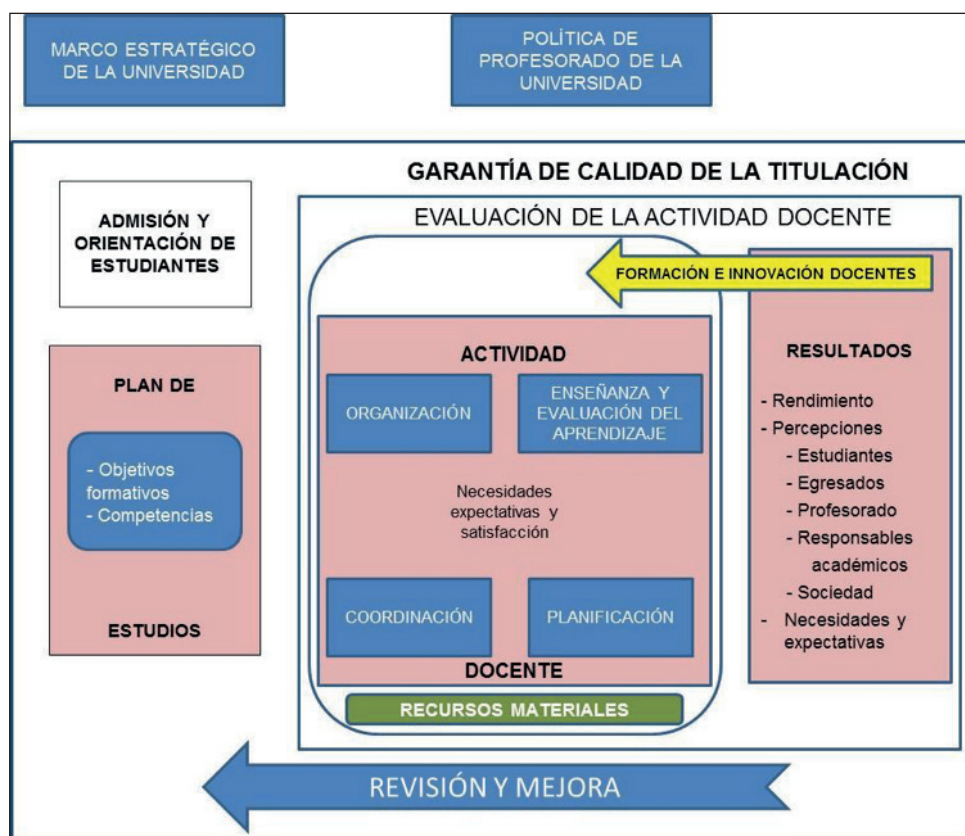 MARCO ESTRATÉGICO
DE LA UNIVERSIDAD
POLÍTICA DE
PROFESORADO DE LA
UNIVERSIDAD
GARANTÍA DE CALIDAD DE LA TITULACIÓN
ADMISIÓN Y
ORIENTACIÓN DE
ESTUDIANTES
EVALUACIÓN DE LA ACTIVIDAD DOCENTE
FORMACIÓN E INNOVACIÓN DOCENTES
PLAN DE
- Objetivos
formativos
- Competencias
ESTUDIOS
ACTIVIDAD
ORGANIZACIÓN
ENSEÑANZA Y
EVALUACIÓN DEL
APRENDIZAJE
Necesidades
expectativas y
satisfacción
COORDINACIÓN
PLANIFICACIÓN
DOCENTE
RECURSOS MATERIALES
RESULTADOS
- Rendimiento
- Percepciones
- Estudiantes
- Egresados
- Profesorado
- Responsables
académicos
- Sociedad
- Necesidades y
expectativas
REVISIÓN Y MEJORA